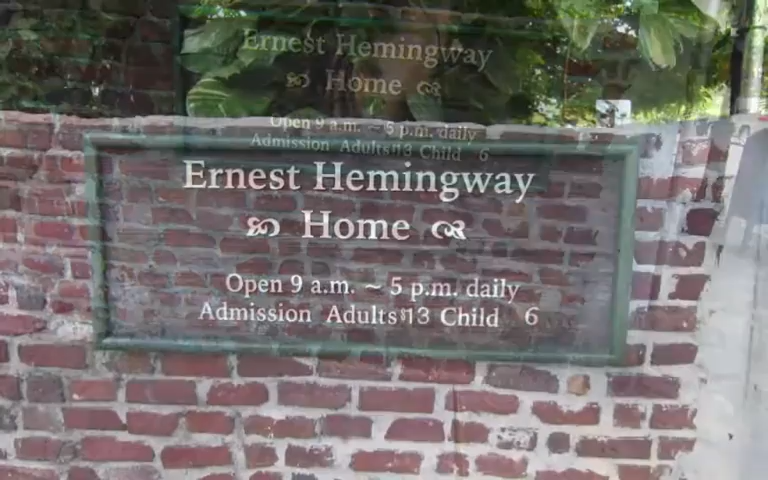 Ernest Hemingway
Home
Open 9 a.m. ~ 5 p.m. daily
Admission Adults $13 Child 6
Ernest Hemingway
Home
Open 9 a.m. ~ 5 p.m. daily
Admission Adults $13 Child 6